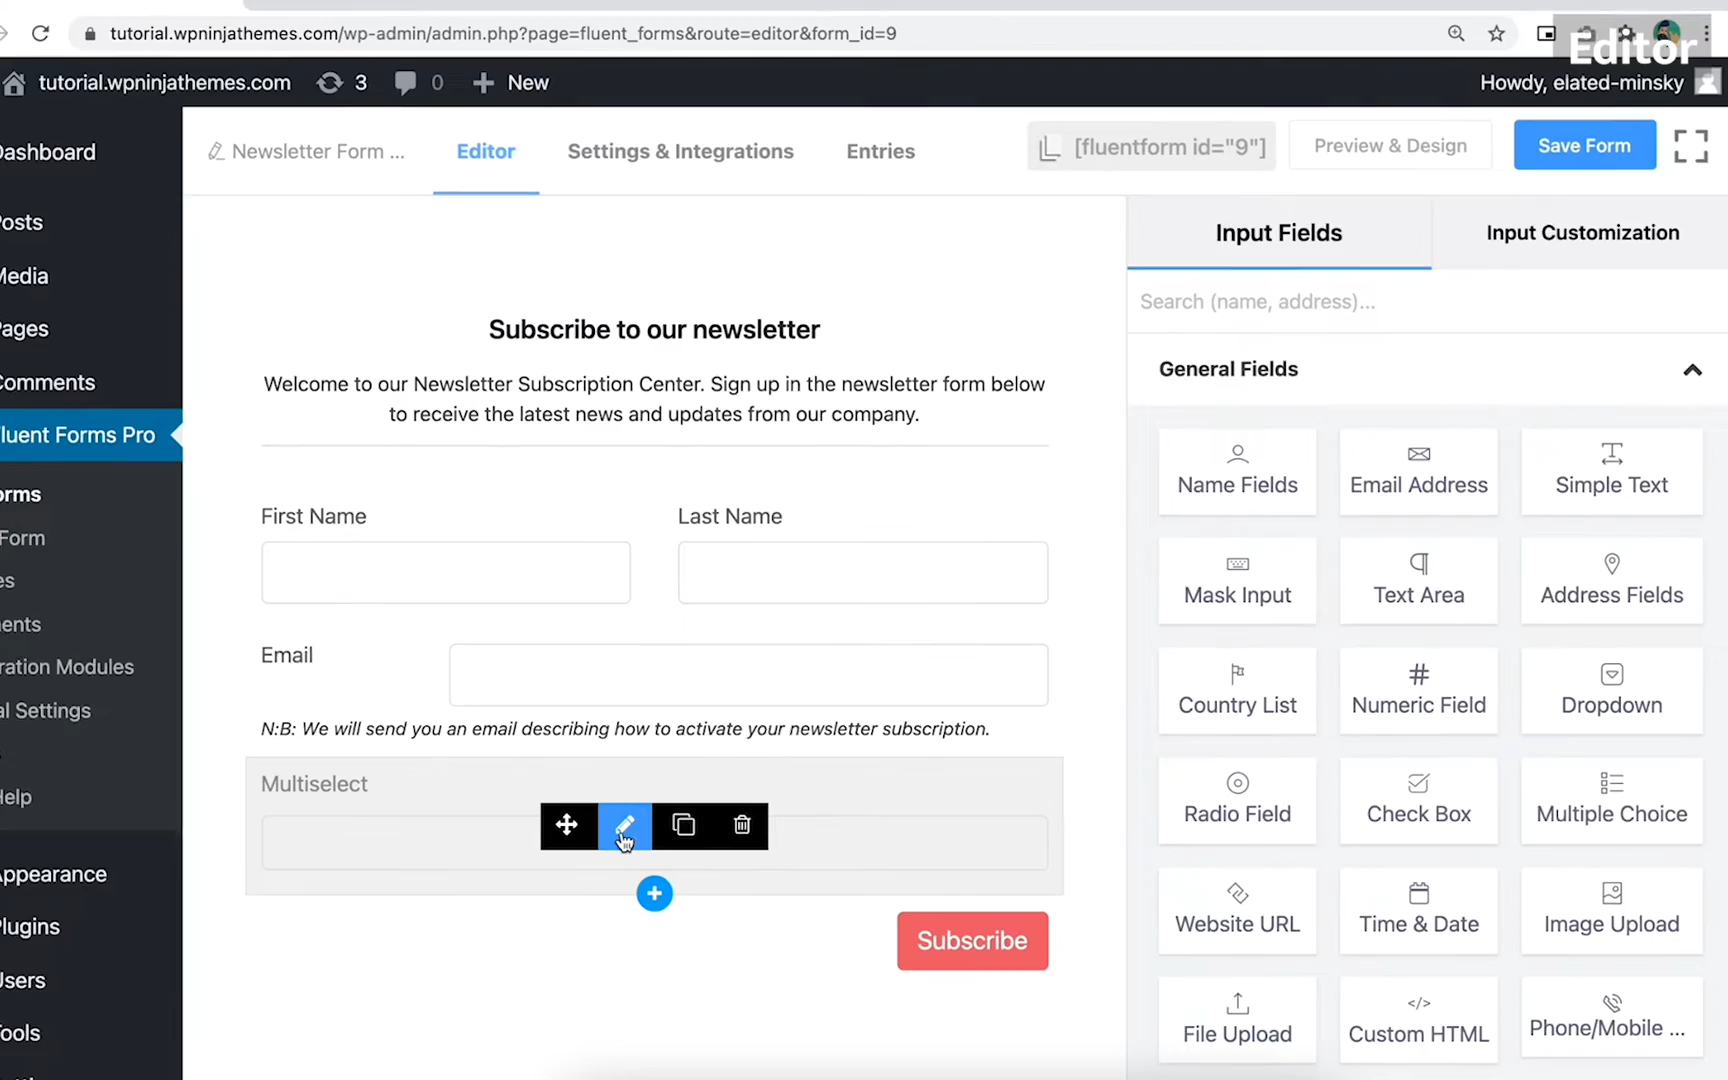 tutorial.wpninjathemes.com/wp-admin/admin.php?page=fluent_forms&route=editor&form_id=9
Editor
tutorial.wpninjathemes.com 3 0 New
Howdy, elated-minsky
ashboard
osts
edia
ages
omments
luent Forms Pro
orms
Form
es
ents
ration Modules
al Settings
elp
ppearance
lugins
sers
ools
Newsletter Form ...
Editor
Settings & Integrations
Entries
[fluentform id="9"]
Preview & Design
Save Form
Subscribe to our newsletter
Welcome to our Newsletter Subscription Center. Sign up in the newsletter form below
to receive the latest news and updates from our company.
First Name
Last Name
Email
N:B: We will send you an email describing how to activate your newsletter subscription.
Multiselect
Subscribe
Input Fields
Input Customization
Search (name, address)...
General Fields
Name Fields
Email Address
Simple Text
Mask Input
Text Area
Address Fields
Country List
Numeric Field
Dropdown
Radio Field
Check Box
Multiple Choice
Website URL
Time & Date
Image Upload
File Upload
Custom HTML
Phone/Mobile ...